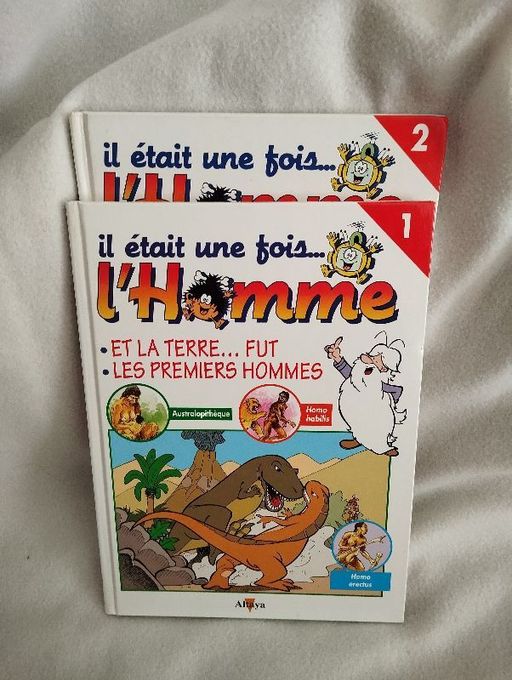 2
il était une fois...
l'Homme
1
il était une fois...
l'Homme
• ET LA TERRE... FUT
• LES PREMIERS HOMMES
Australopithèque
Homo
habilis
Homo
erectus
Altaya